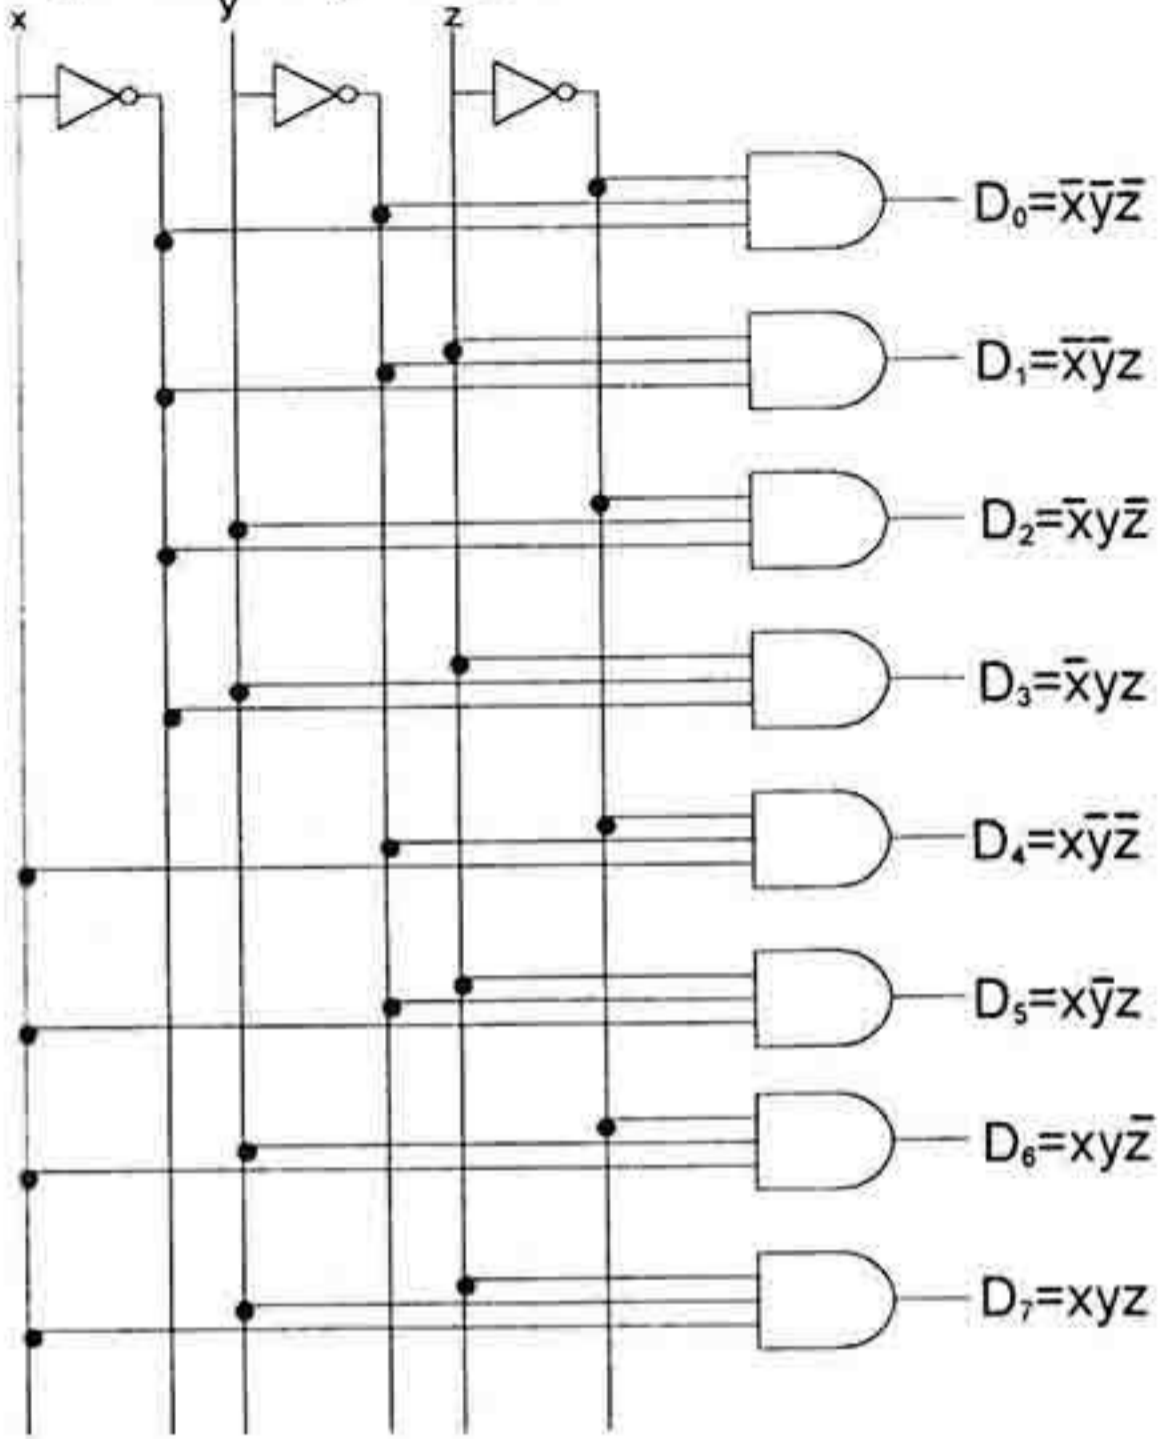 x y z
D₀=x̄ȳz̄
D₁=x̄ȳz
D₂=x̄yz̄
D₃=x̄yz
D₄=xȳz̄
D₅=xȳz
D₆=xyz̄
D₇=xyz